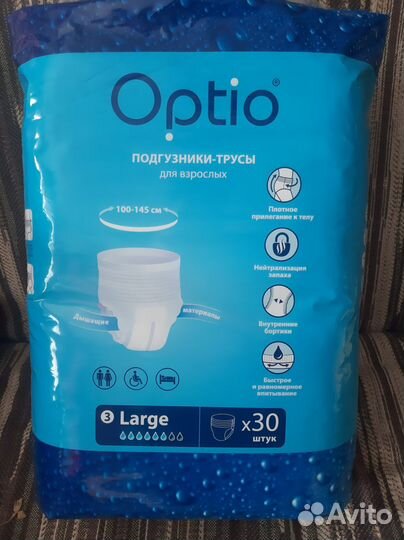 Large
Optio®
ПОДГУЗНИКИ-ТРУСЫ
для взрослых
100-145 см
Плотное
прилегание к телу
Нейтрализация
запаха
Дышащие
материалы
Внутренние
бортики
Быстрое
и равномерное
впитывание
3 Large
x30
штук
Avito